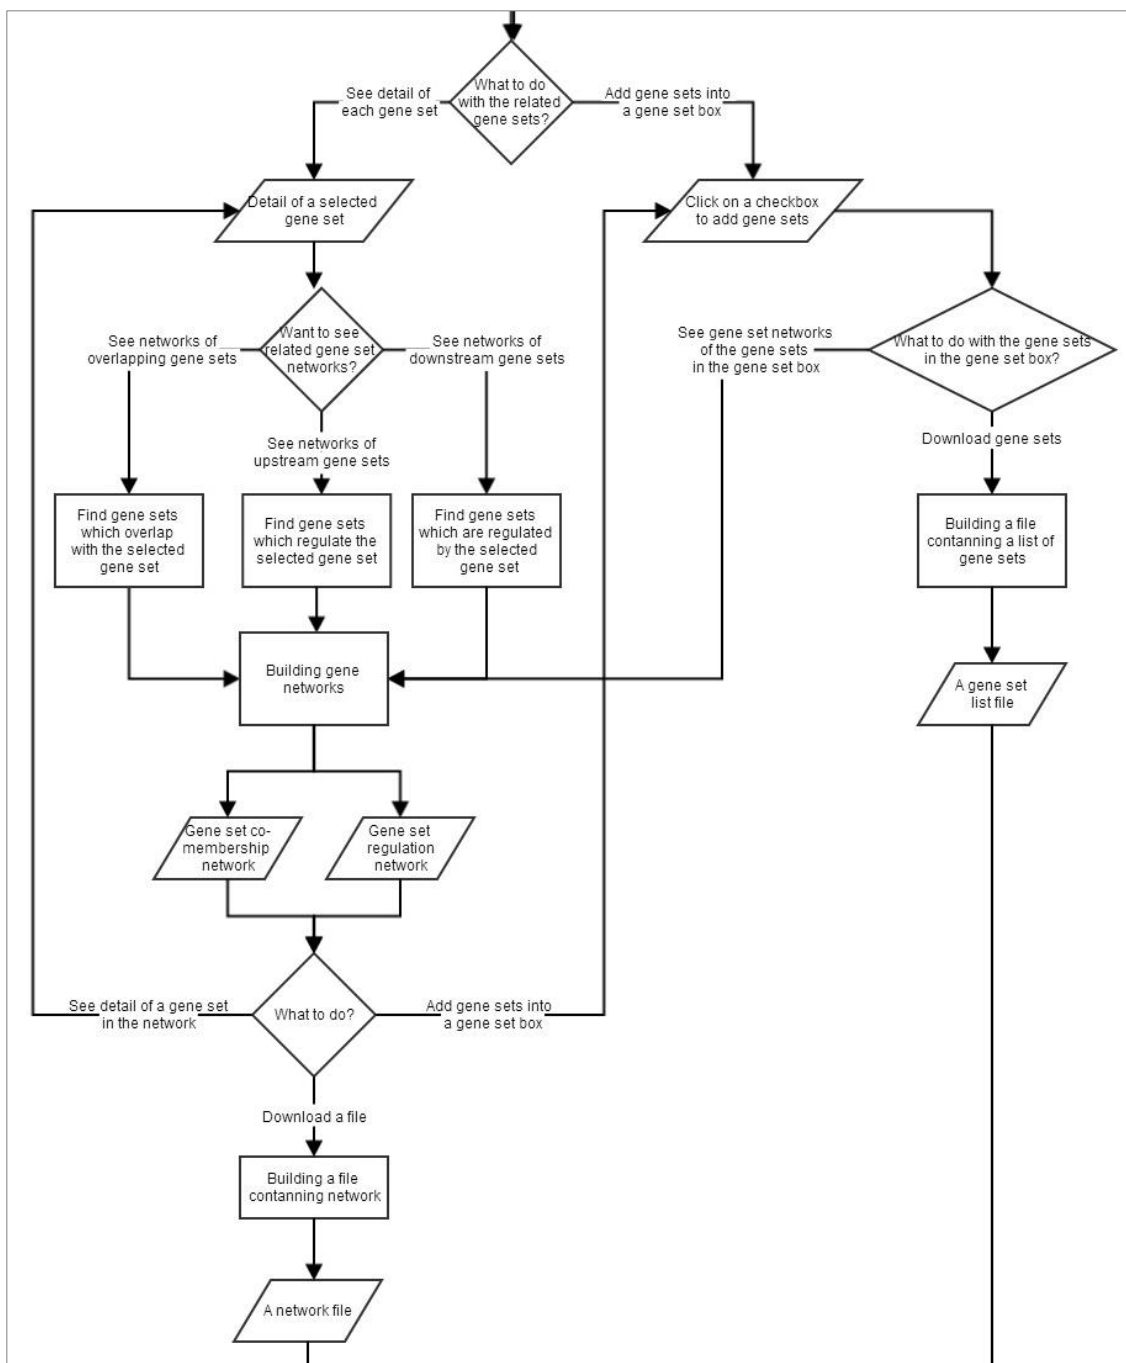 What to do
with the related
gene sets?
See detail of
each gene set
Add gene sets into
a gene set box
Detail of a selected
gene set
Click on a checkbox
to add gene sets
Want to see
related gene set
networks?
See networks of
overlapping gene sets
See networks of
downstream gene sets
See networks of
upstream gene sets
See gene set networks
of the gene sets
in the gene set box
What to do with the gene sets
in the gene set box?
Download gene sets
Find gene sets
which overlap
with the selected
gene set
Find gene sets
which regulate the
selected gene set
Find gene sets
which are regulated
by the selected
gene set
Building a file
contanning a list of
gene sets
Building gene
networks
A gene set
list file
Gene set co-
membership
network
Gene set
regulation
network
See detail of a gene set
in the network
What to do?
Add gene sets into
a gene set box
Download a file
Building a file
contanning network
A network file